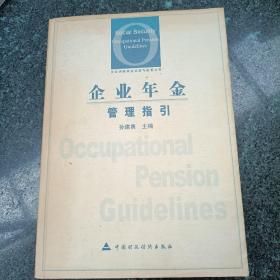 Social Security
Occupational Pension
Guidelines
企业年金
管理指引
孙建勇 主编
Occupational
Pension
Guidelines
中国财政经济出版社